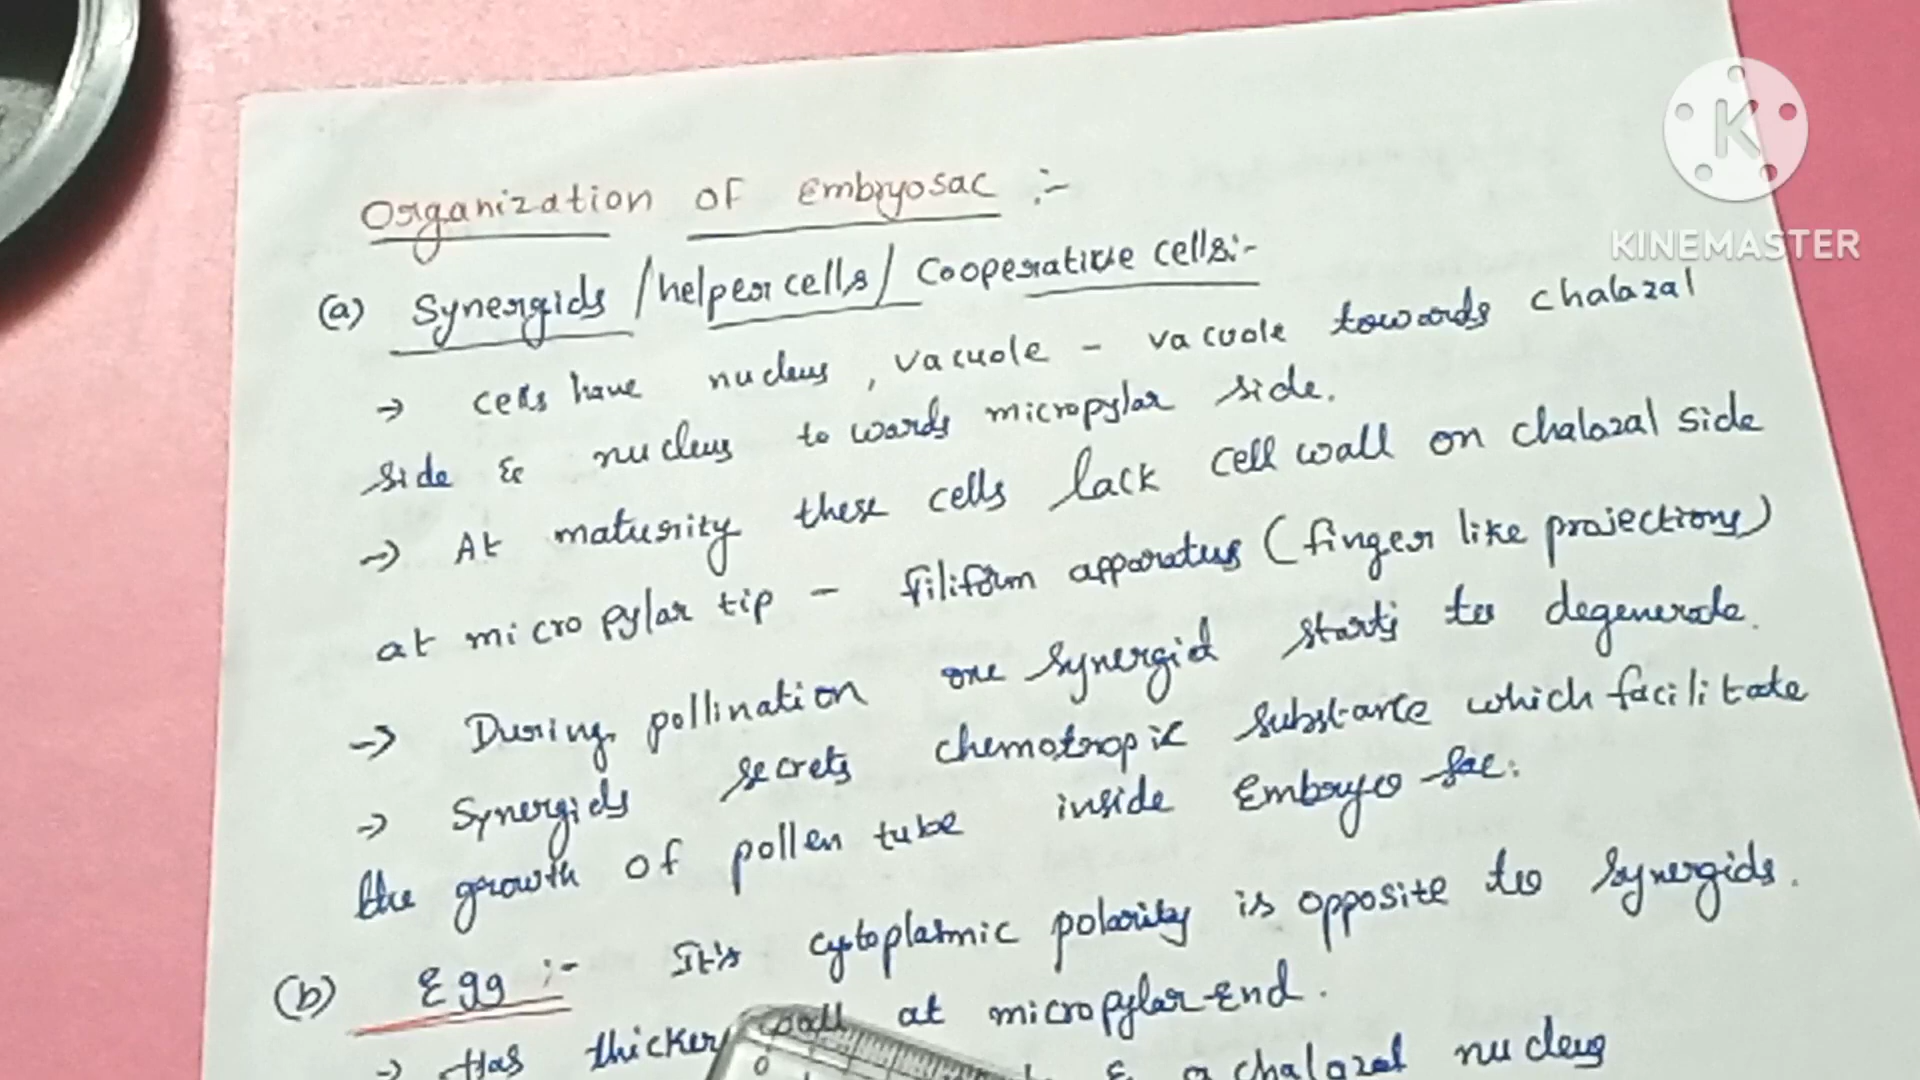 Organization of Embryosac :-
(a) Synergids / helper cells / Cooperative cells:-
→ cells have nucleus, vacuole - vacuole towards chalazal
side & nucleus towards micropylar side.
→ At maturity these cells lack cell wall on chalazal side
at micropylar tip - filiform apparatus (finger like projections)
→ During pollination one synergid starts to degenerate.
→ Synergids secrets chemotropic substance which facilitate
the growth of pollen tube inside Embryo sac.
(b) Egg :- It's cytoplasmic polarity is opposite to synergids.
→ Has thicker wall at micropylar End.
& a chalazal nucleus
K
KINEMASTER
0